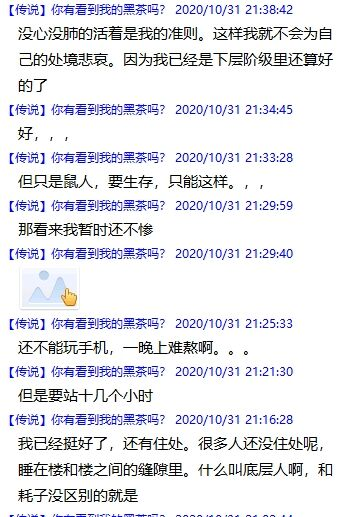 【传说】你有看到我的黑茶吗？ 2020/10/31 21:38:42
没心没肺的活着是我的准则。这样我就不会为自
己的处境悲哀。因为我已经是下层阶级里还算好
的了
【传说】你有看到我的黑茶吗？ 2020/10/31 21:34:45
好，，，
【传说】你有看到我的黑茶吗？ 2020/10/31 21:33:28
但只是鼠人，要生存，只能这样。，，
【传说】你有看到我的黑茶吗？ 2020/10/31 21:29:59
那看来我暂时还不惨
【传说】你有看到我的黑茶吗？ 2020/10/31 21:29:40
【传说】你有看到我的黑茶吗？ 2020/10/31 21:25:33
还不能玩手机，一晚上难熬啊。。。
【传说】你有看到我的黑茶吗？ 2020/10/31 21:21:30
但是要站十几个小时
【传说】你有看到我的黑茶吗？ 2020/10/31 21:16:28
我已经挺好了，还有住处。很多人还没住处呢，
睡在楼和楼之间的缝隙里。什么叫底层人啊，和
耗子没区别的就是